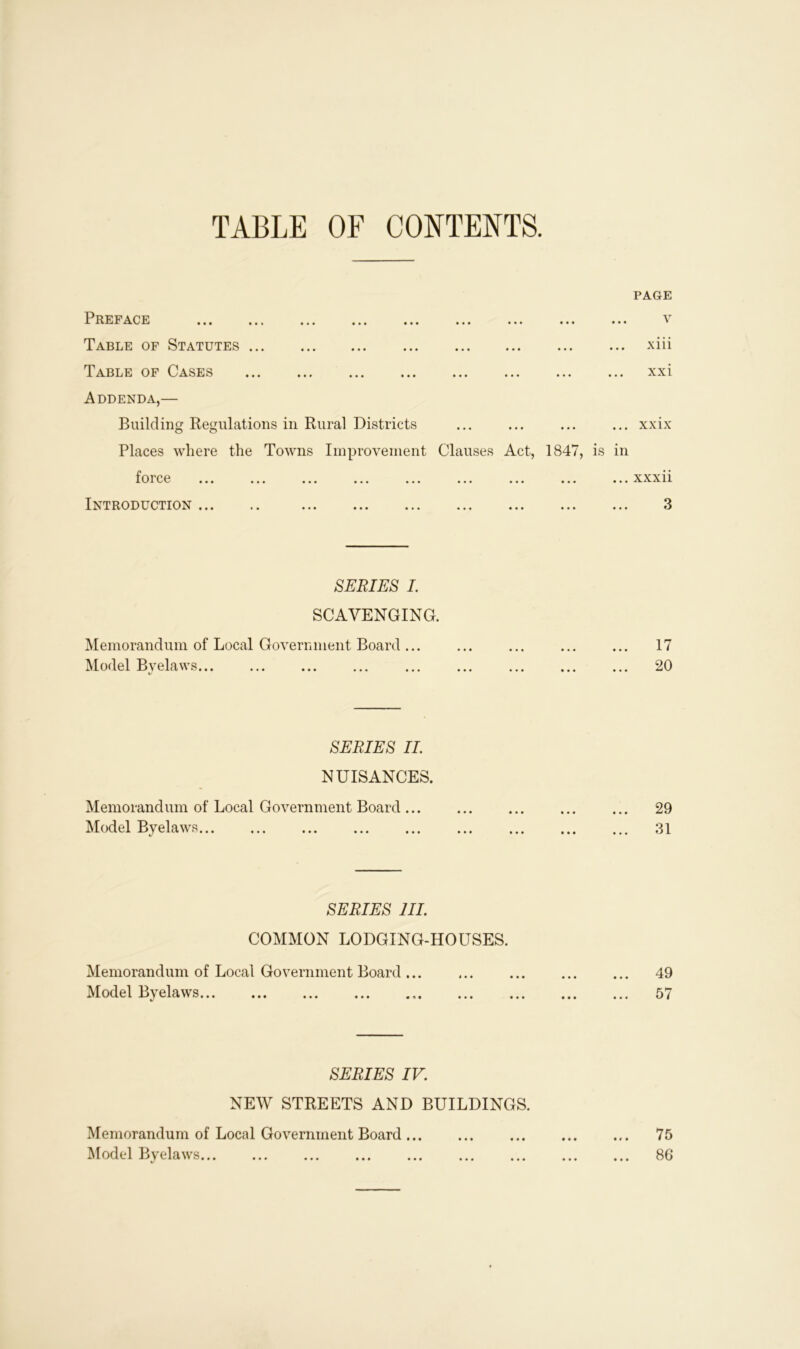 TABLE OF CONTENTS.
PAGE
PREFACE ... ... ... ... ... ... ... ... ... v
TABLE OF STATUTES ... ... ... ... ... ... ... ... xiii
TABLE OF CASES ... ... ... ... ... ... ... ... xxi
ADDENDA,—
Building Regulations in Rural Districts ... ... ... ... xxix
Places where the Towns Improvement Clauses Act, 1847, is in
force ... ... ... ... ... ... ... ... ... xxxii
INTRODUCTION ... .. ... ... ... ... ... ... ... 3
SERIES I.
SCAVENGING.
Memorandum of Local Government Board ... ... ... ... ... 17
Model Byelaws... ... ... ... ... ... ... ... ... 20
SERIES II.
NUISANCES.
Memorandum of Local Government Board ... ... ... ... ... 29
Model Byelaws... ... ... ... ... ... ... ... ... 31
SERIES III.
COMMON LODGING-HOUSES.
Memorandum of Local Government Board ... ... ... ... ... 49
Model Byelaws... ... ... ... ... ... ... ... ... 57
SERIES IV.
NEW STREETS AND BUILDINGS.
Memorandum of Local Government Board ... ... ... ... ... 75
Model Byelaws... ... ... ... ... ... ... ... ... 86